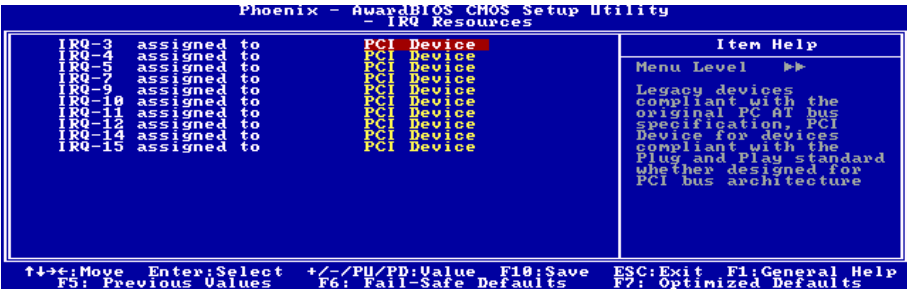 Phoenix - AwardBIOS CMOS Setup Utility
- IRQ Resources
IRQ-3 assigned to PCI Device
IRQ-4 assigned to PCI Device
IRQ-5 assigned to PCI Device
IRQ-7 assigned to PCI Device
IRQ-9 assigned to PCI Device
IRQ-10 assigned to PCI Device
IRQ-11 assigned to PCI Device
IRQ-12 assigned to PCI Device
IRQ-14 assigned to PCI Device
IRQ-15 assigned to PCI Device
Item Help
Menu Level ▶▶
Legacy devices
compliant with the
original PC AT bus
specification, PCI
Device for devices
compliant with the
Plug and Play standard
whether designed for
PCI bus architecture
↑↓→←:Move Enter:Select +/-/PU/PD:Value F10:Save ESC:Exit F1:General Help
F5: Previous Values F6: Fail-Safe Defaults F7: Optimized Defaults